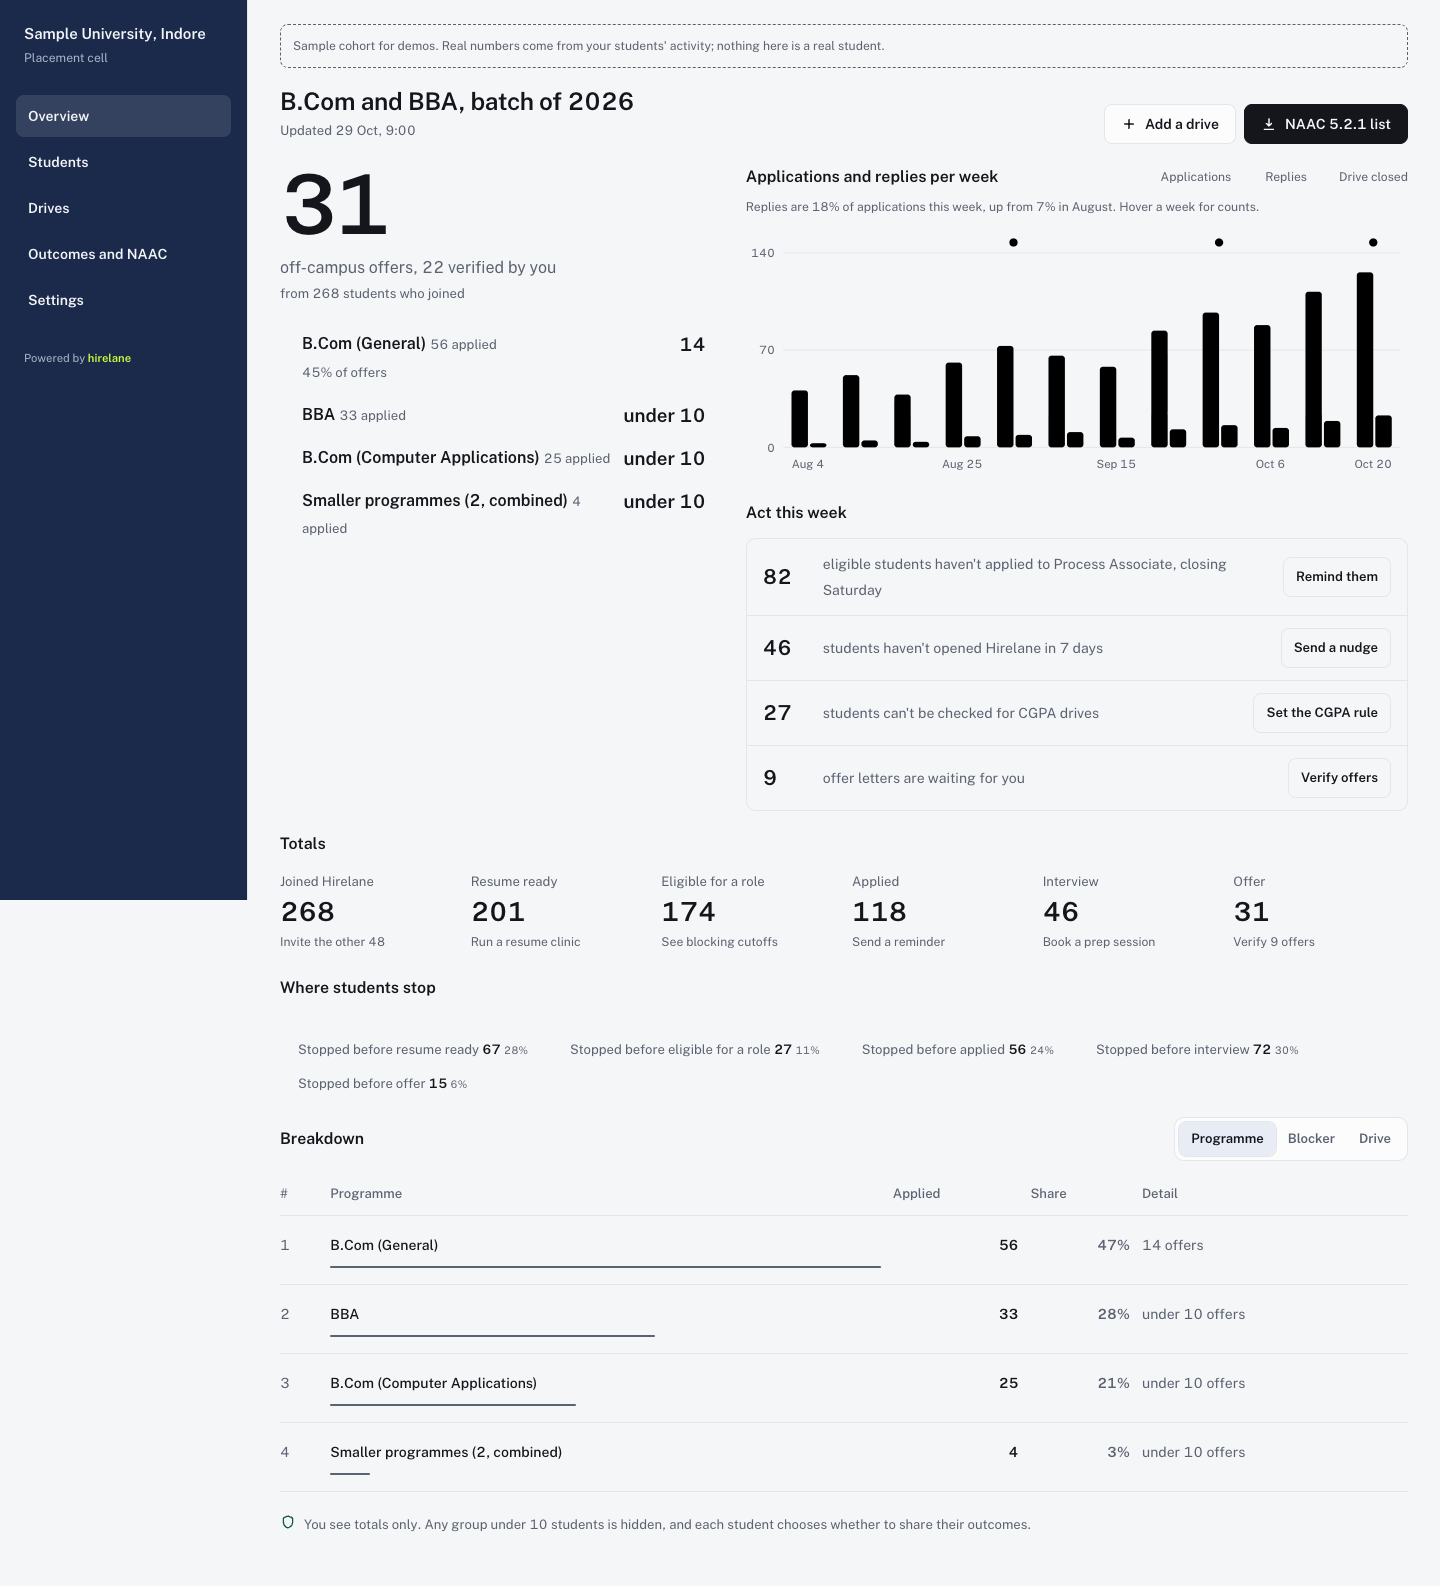 Sample University, Indore
Placement cell
Overview
Students
Drives
Outcomes and NAAC
Settings
Powered by hirelane
Sample cohort for demos. Real numbers come from your students' activity; nothing here is a real student.
B.Com and BBA, batch of 2026
Updated 29 Oct, 9:00
Add a drive
NAAC 5.2.1 list
31
off-campus offers, 22 verified by you
from 268 students who joined
B.Com (General) 56 applied 14
45% of offers
BBA 33 applied under 10
B.Com (Computer Applications) 25 applied under 10
Smaller programmes (2, combined) 4 under 10
applied
Applications and replies per week
Applications Replies Drive closed
Replies are 18% of applications this week, up from 7% in August. Hover a week for counts.
140
70
0
Aug 4 Aug 25 Sep 15 Oct 6 Oct 20
Act this week
82 eligible students haven't applied to Process Associate, closing
Saturday
Remind them
46 students haven't opened Hirelane in 7 days Send a nudge
27 students can't be checked for CGPA drives Set the CGPA rule
9 offer letters are waiting for you Verify offers
Totals
Joined Hirelane Resume ready Eligible for a role Applied Interview Offer
268 201 174 118 46 31
Invite the other 48 Run a resume clinic See blocking cutoffs Send a reminder Book a prep session Verify 9 offers
Where students stop
Stopped before resume ready 67 28% Stopped before eligible for a role 27 11% Stopped before applied 56 24% Stopped before interview 72 30%
Stopped before offer 15 6%
Breakdown
Programme Blocker Drive
# Programme Applied Share Detail
1 B.Com (General) 56 47% 14 offers
2 BBA 33 28% under 10 offers
3 B.Com (Computer Applications) 25 21% under 10 offers
4 Smaller programmes (2, combined) 4 3% under 10 offers
You see totals only. Any group under 10 students is hidden, and each student chooses whether to share their outcomes.